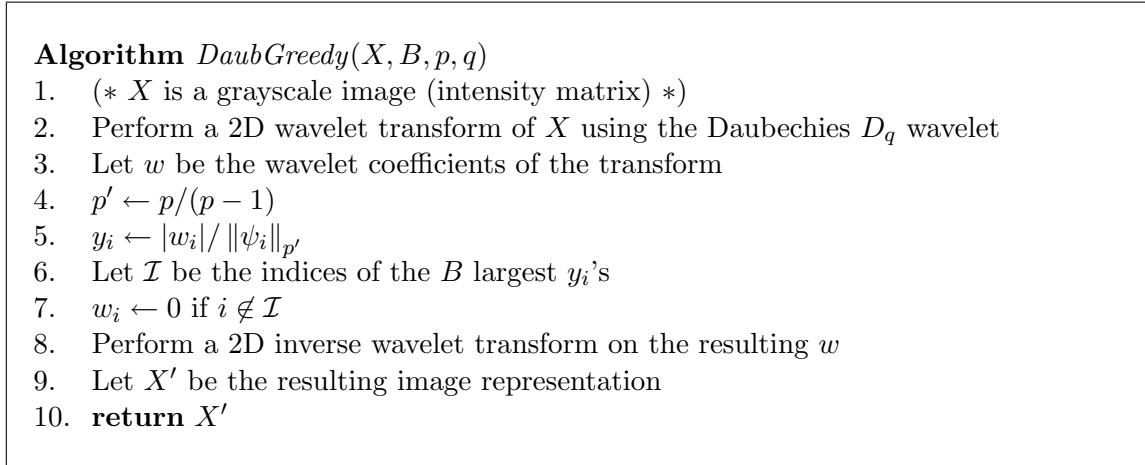 Algorithm DaubGreedy(X, B, p, q)
1. (∗ X is a grayscale image (intensity matrix) ∗)
2. Perform a 2D wavelet transform of X using the Daubechies D_q wavelet
3. Let w be the wavelet coefficients of the transform
4. p′ ← p/(p − 1)
5. y_i ← |w_i|/ ‖ψ_i‖_{p′}
6. Let ℐ be the indices of the B largest y_i's
7. w_i ← 0 if i ∉ ℐ
8. Perform a 2D inverse wavelet transform on the resulting w
9. Let X′ be the resulting image representation
10. return X′